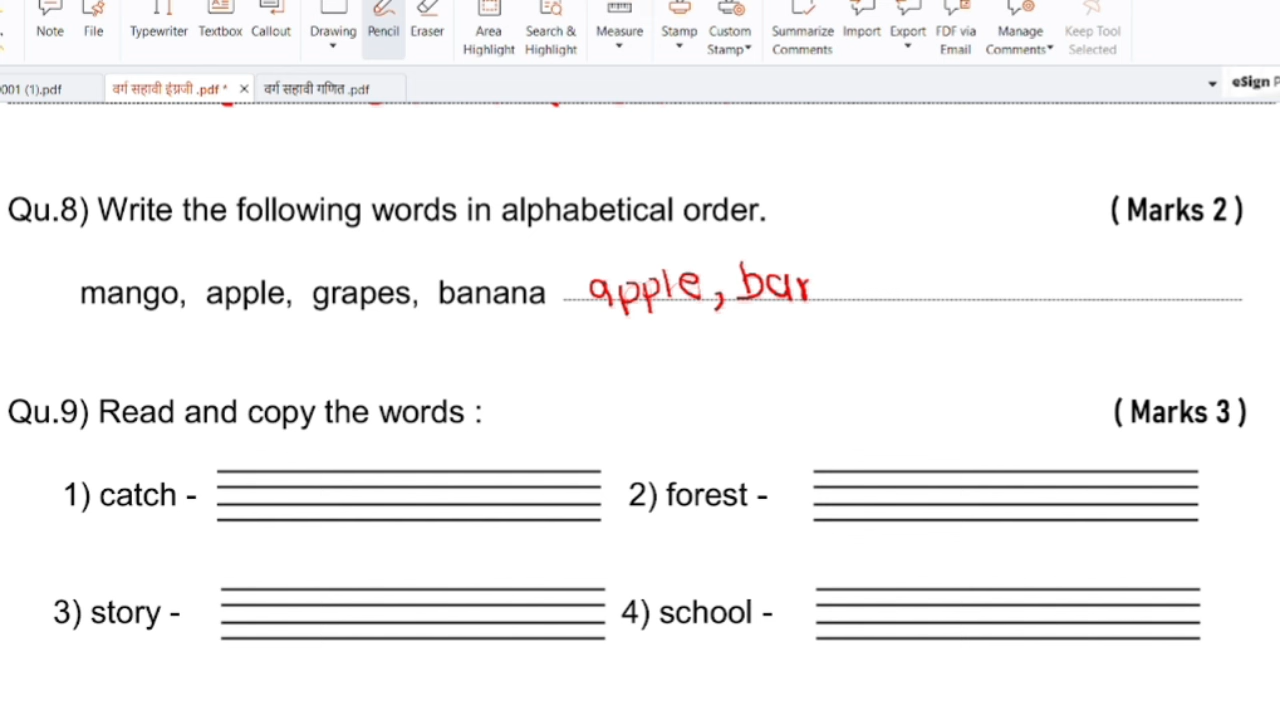 Note File Typewriter Textbox Callout Drawing Pencil Eraser Area Highlight Search & Highlight Measure Stamp Custom Stamp Summarize Comments Import Export FDF via Email Manage Comments Keep Tool Selected
001 (1).pdf वर्ग सहावी इंग्रजी .pdf * × वर्ग सहावी गणित .pdf eSign
Qu.8) Write the following words in alphabetical order. ( Marks 2 )
mango, apple, grapes, banana apple, bar
Qu.9) Read and copy the words : ( Marks 3 )
1) catch - 2) forest -
3) story - 4) school -